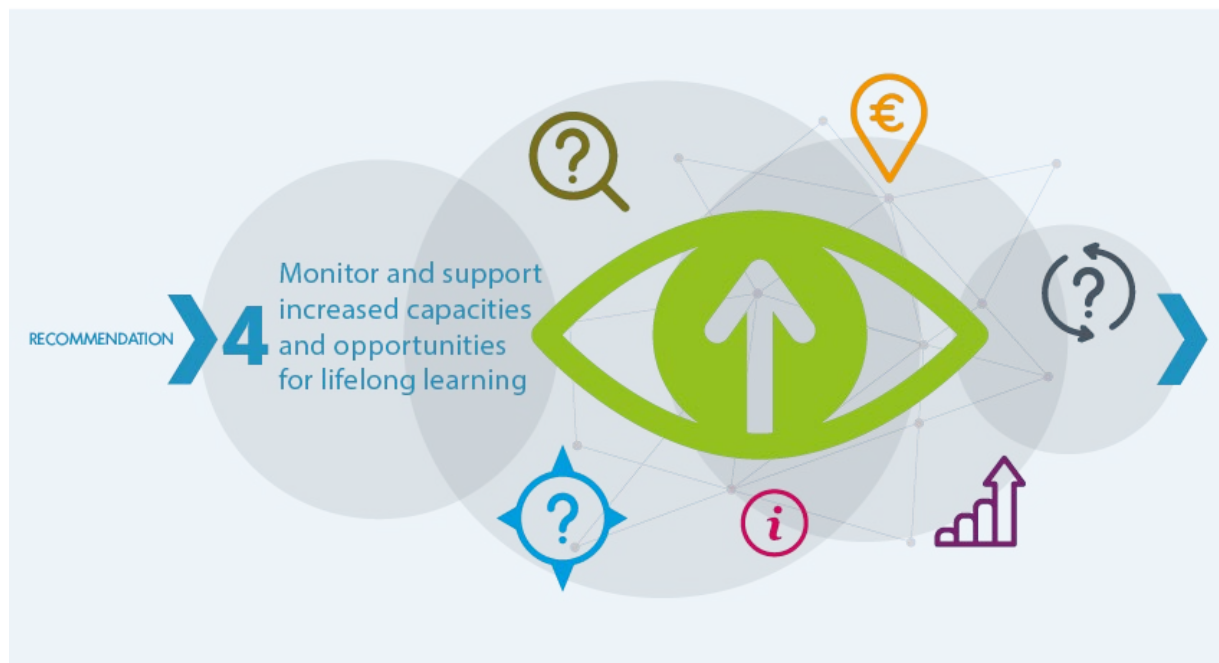 RECOMMENDATION
4
Monitor and support
increased capacities
and opportunities
for lifelong learning
?
€
?
?
i